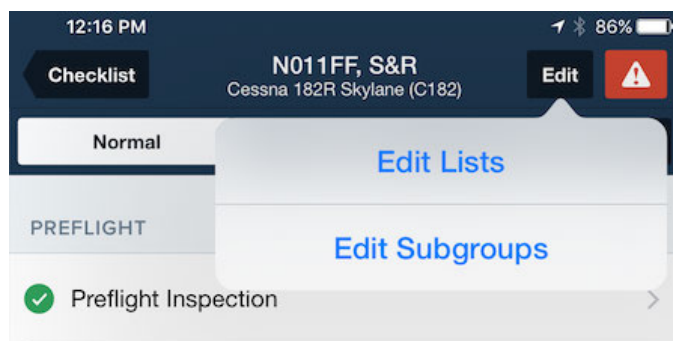 12:16 PM
86%
Checklist
N011FF, S&R
Cessna 182R Skylane (C182)
Edit
Normal
Edit Lists
PREFLIGHT
Edit Subgroups
Preflight Inspection